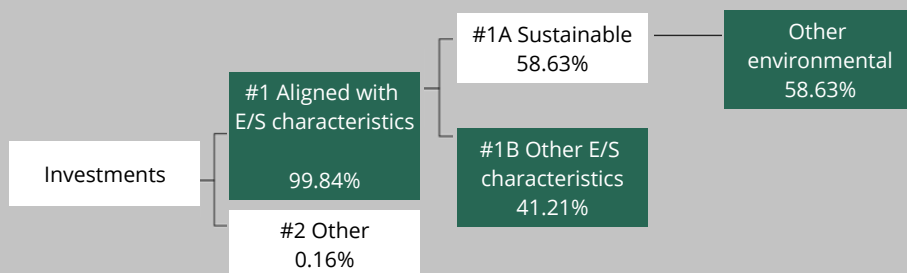 Investments
#1 Aligned with
E/S characteristics
99.84%
#2 Other
0.16%
#1A Sustainable
58.63%
#1B Other E/S
characteristics
41.21%
Other
environmental
58.63%